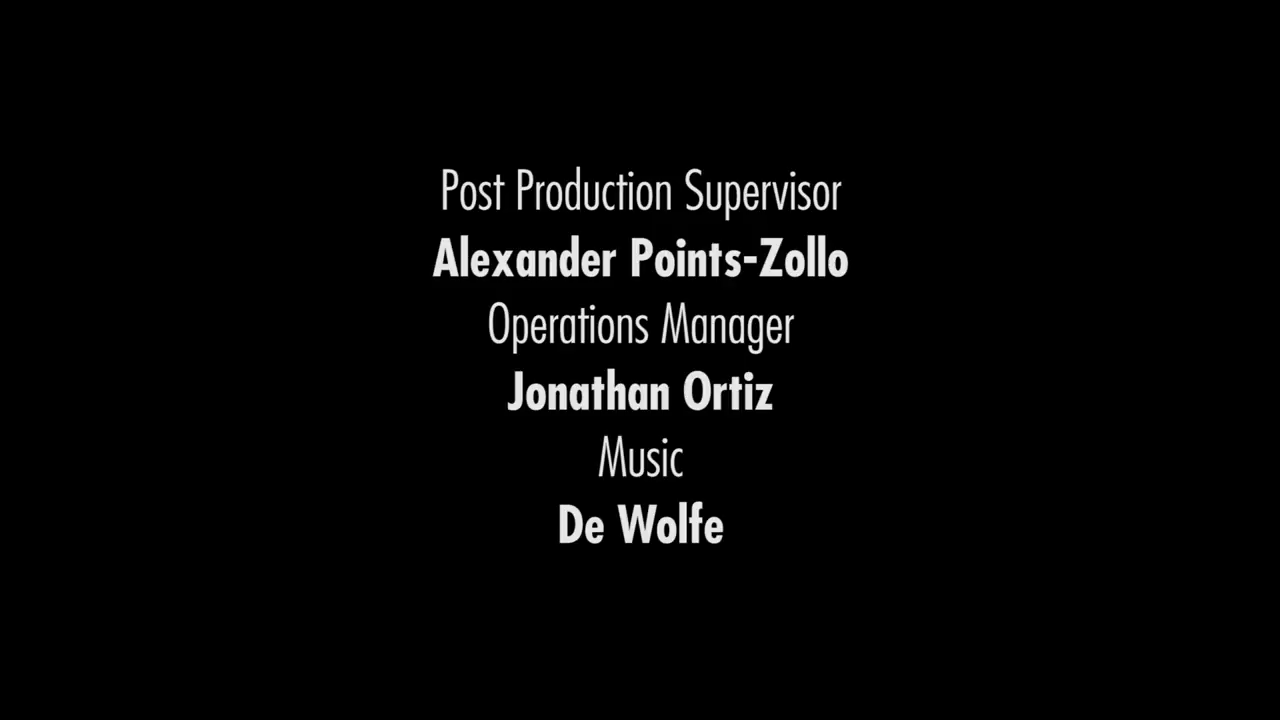 Post Production Supervisor
Alexander Points-Zollo
Operations Manager
Jonathan Ortiz
Music
De Wolfe